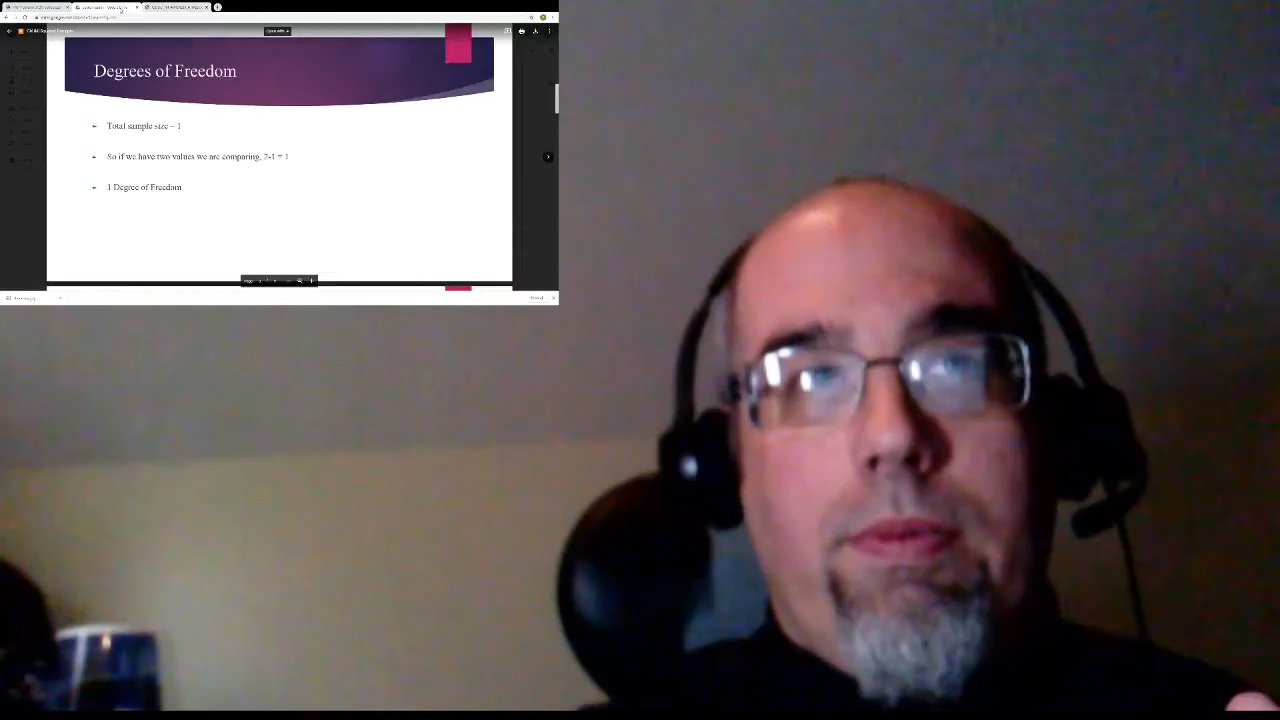 Degrees of Freedom
Total sample size – 1
So if we have two values we are comparing, 2-1 = 1
1 Degree of Freedom